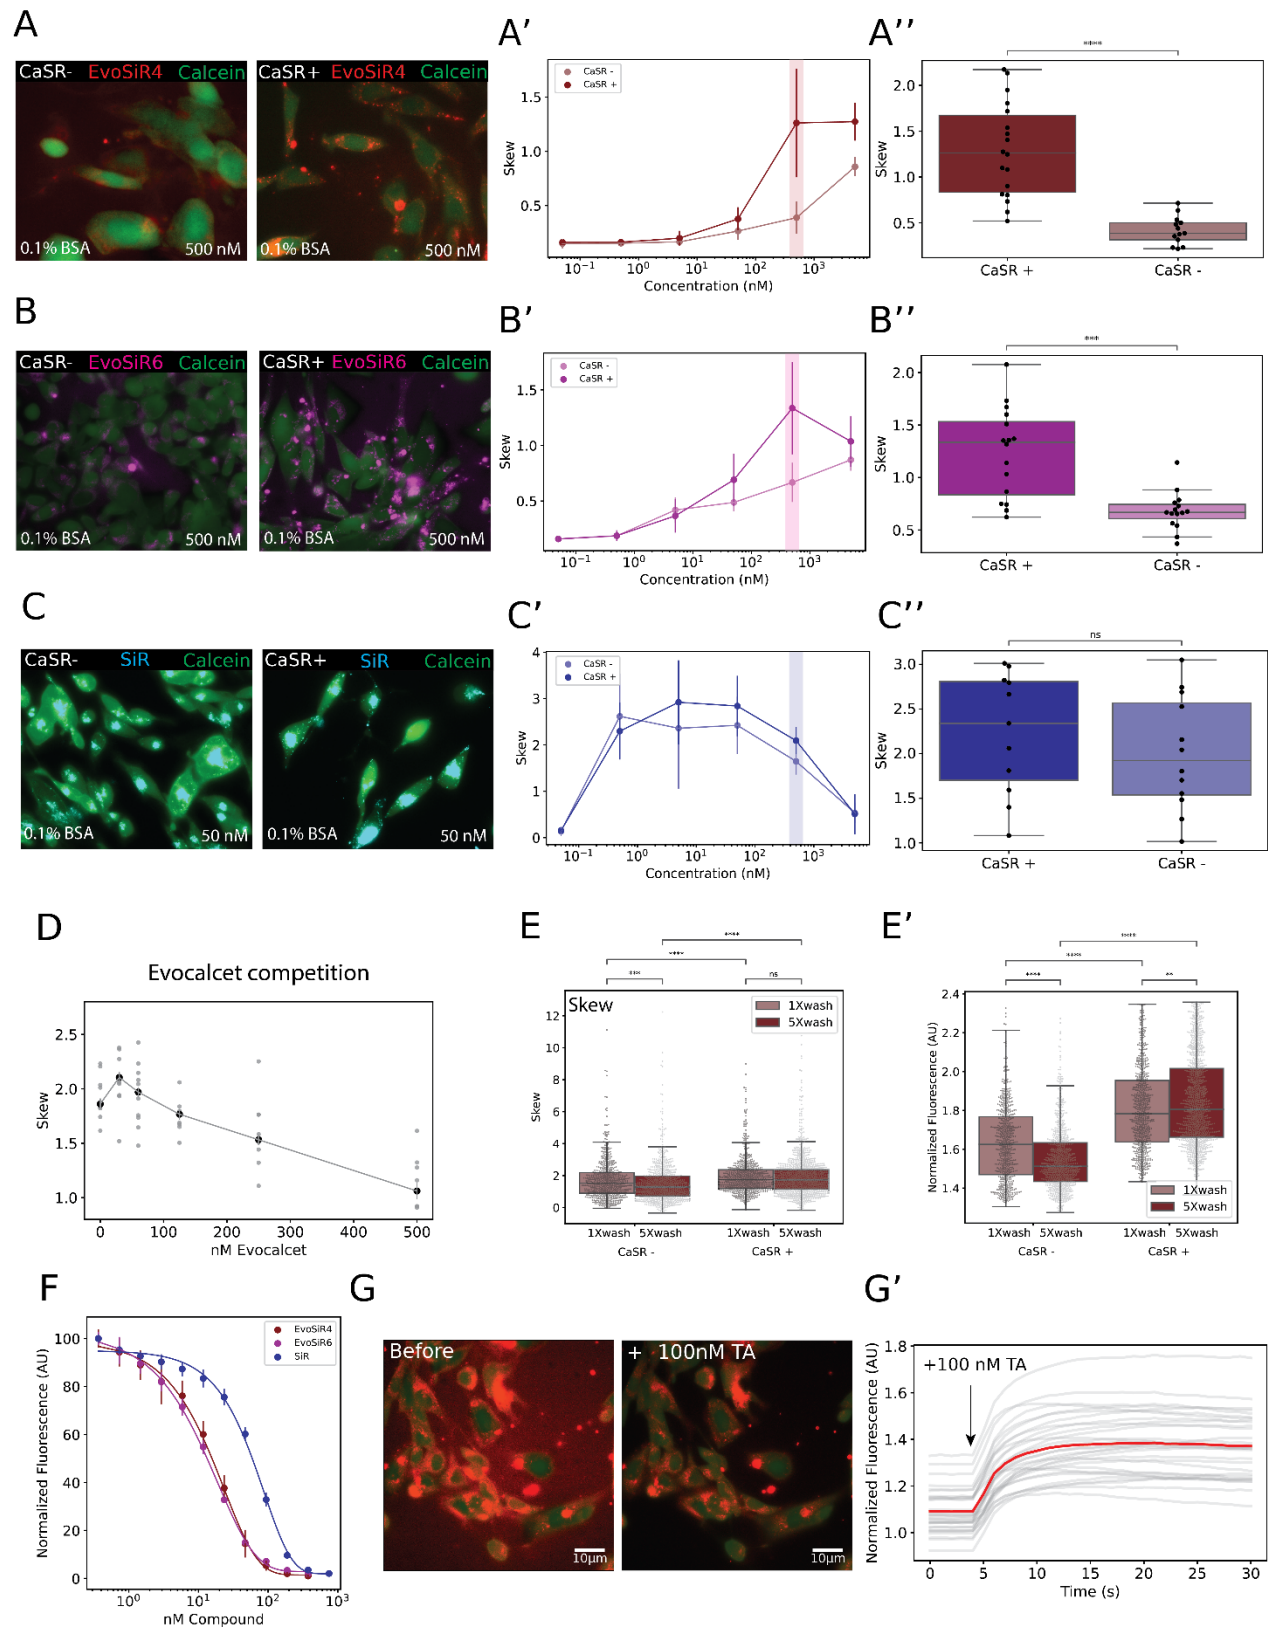 A
CaSR- EvoSiR4 Calcein
0.1% BSA 500 nM
CaSR+ EvoSiR4 Calcein
0.1% BSA 500 nM
A’
CaSR -
CaSR +
Skew
1.5
1.0
0.5
10⁻¹ 10⁰ 10¹ 10² 10³
Concentration (nM)
A’’
****
Skew
2.0
1.5
1.0
0.5
CaSR + CaSR -
B
CaSR- EvoSiR6 Calcein
0.1% BSA 500 nM
CaSR+ EvoSiR6 Calcein
0.1% BSA 500 nM
B’
CaSR -
CaSR +
Skew
1.5
1.0
0.5
10⁻¹ 10⁰ 10¹ 10² 10³
Concentration (nM)
B’’
***
Skew
2.0
1.5
1.0
0.5
CaSR + CaSR -
C
CaSR- SiR Calcein
0.1% BSA 50 nM
CaSR+ SiR Calcein
0.1% BSA 50 nM
C’
CaSR -
CaSR +
Skew
4
3
2
1
0
10⁻¹ 10⁰ 10¹ 10² 10³
Concentration (nM)
C’’
ns
Skew
3.0
2.5
2.0
1.5
1.0
CaSR + CaSR -
D
Evocalcet competition
Skew
2.5
2.0
1.5
1.0
0 100 200 300 400 500
nM Evocalcet
E
****
****
*** ns
Skew
1Xwash
5Xwash
Skew
12
10
8
6
4
2
0
1Xwash 5Xwash 1Xwash 5Xwash
CaSR - CaSR +
E’
****
****
**** **
Normalized Fluorescence (AU)
2.4
2.2
2.0
1.8
1.6
1.4
1Xwash
5Xwash
1Xwash 5Xwash 1Xwash 5Xwash
CaSR - CaSR +
F
EvoSiR4
EvoSiR6
SiR
Normalized Fluorescence (AU)
100
80
60
40
20
0
10⁰ 10¹ 10² 10³
nM Compound
G
Before
10µm
+ 100nM TA
10µm
G’
+100 nM TA
Normalized Fluorescence (AU)
1.8
1.6
1.4
1.2
1.0
0 5 10 15 20 25 30
Time (s)